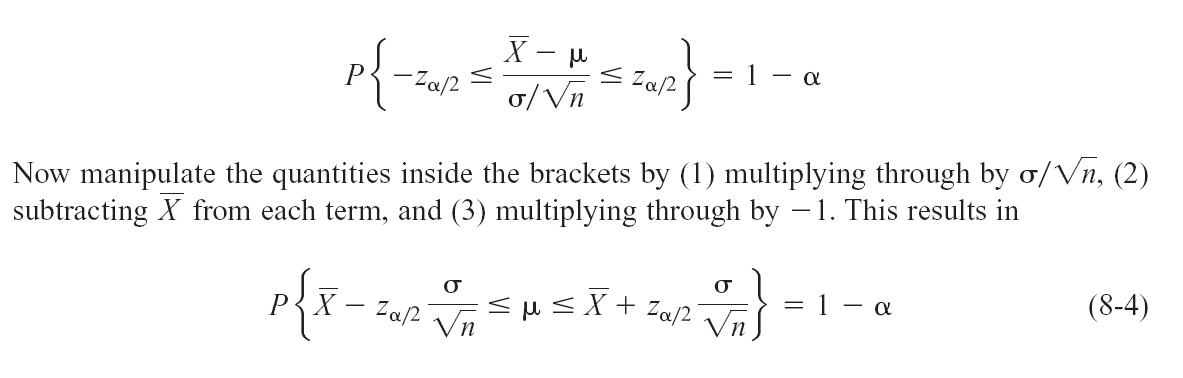 P{−z_{α/2} ≤ (X̄ − μ)/(σ/√n) ≤ z_{α/2}} = 1 − α
Now manipulate the quantities inside the brackets by (1) multiplying through by σ/√n, (2)
subtracting X̄ from each term, and (3) multiplying through by −1. This results in
P{X̄ − z_{α/2} σ/√n ≤ μ ≤ X̄ + z_{α/2} σ/√n} = 1 − α (8-4)